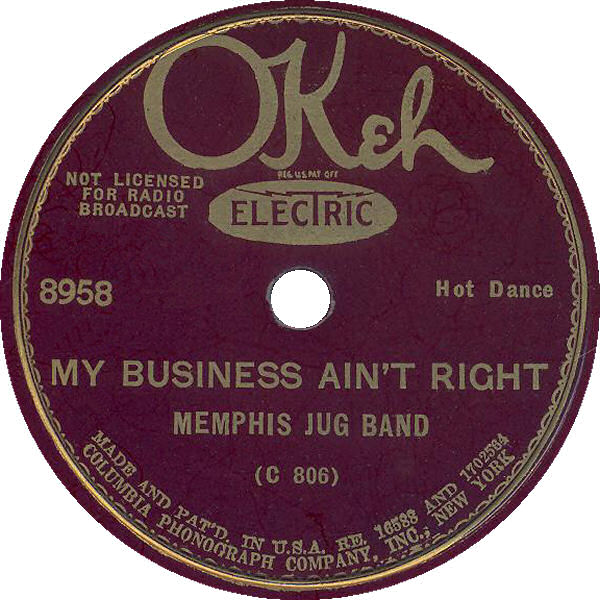 OKeh
REG. U.S. PAT. OFF.
NOT LICENSED
FOR RADIO
BROADCAST
ELECTRIC
8958
Hot Dance
MY BUSINESS AIN'T RIGHT
MEMPHIS JUG BAND
(C 806)
MADE AND PAT'D. IN U.S.A. RE. 16588 AND 1702564
COLUMBIA PHONOGRAPH COMPANY, INC., NEW YORK